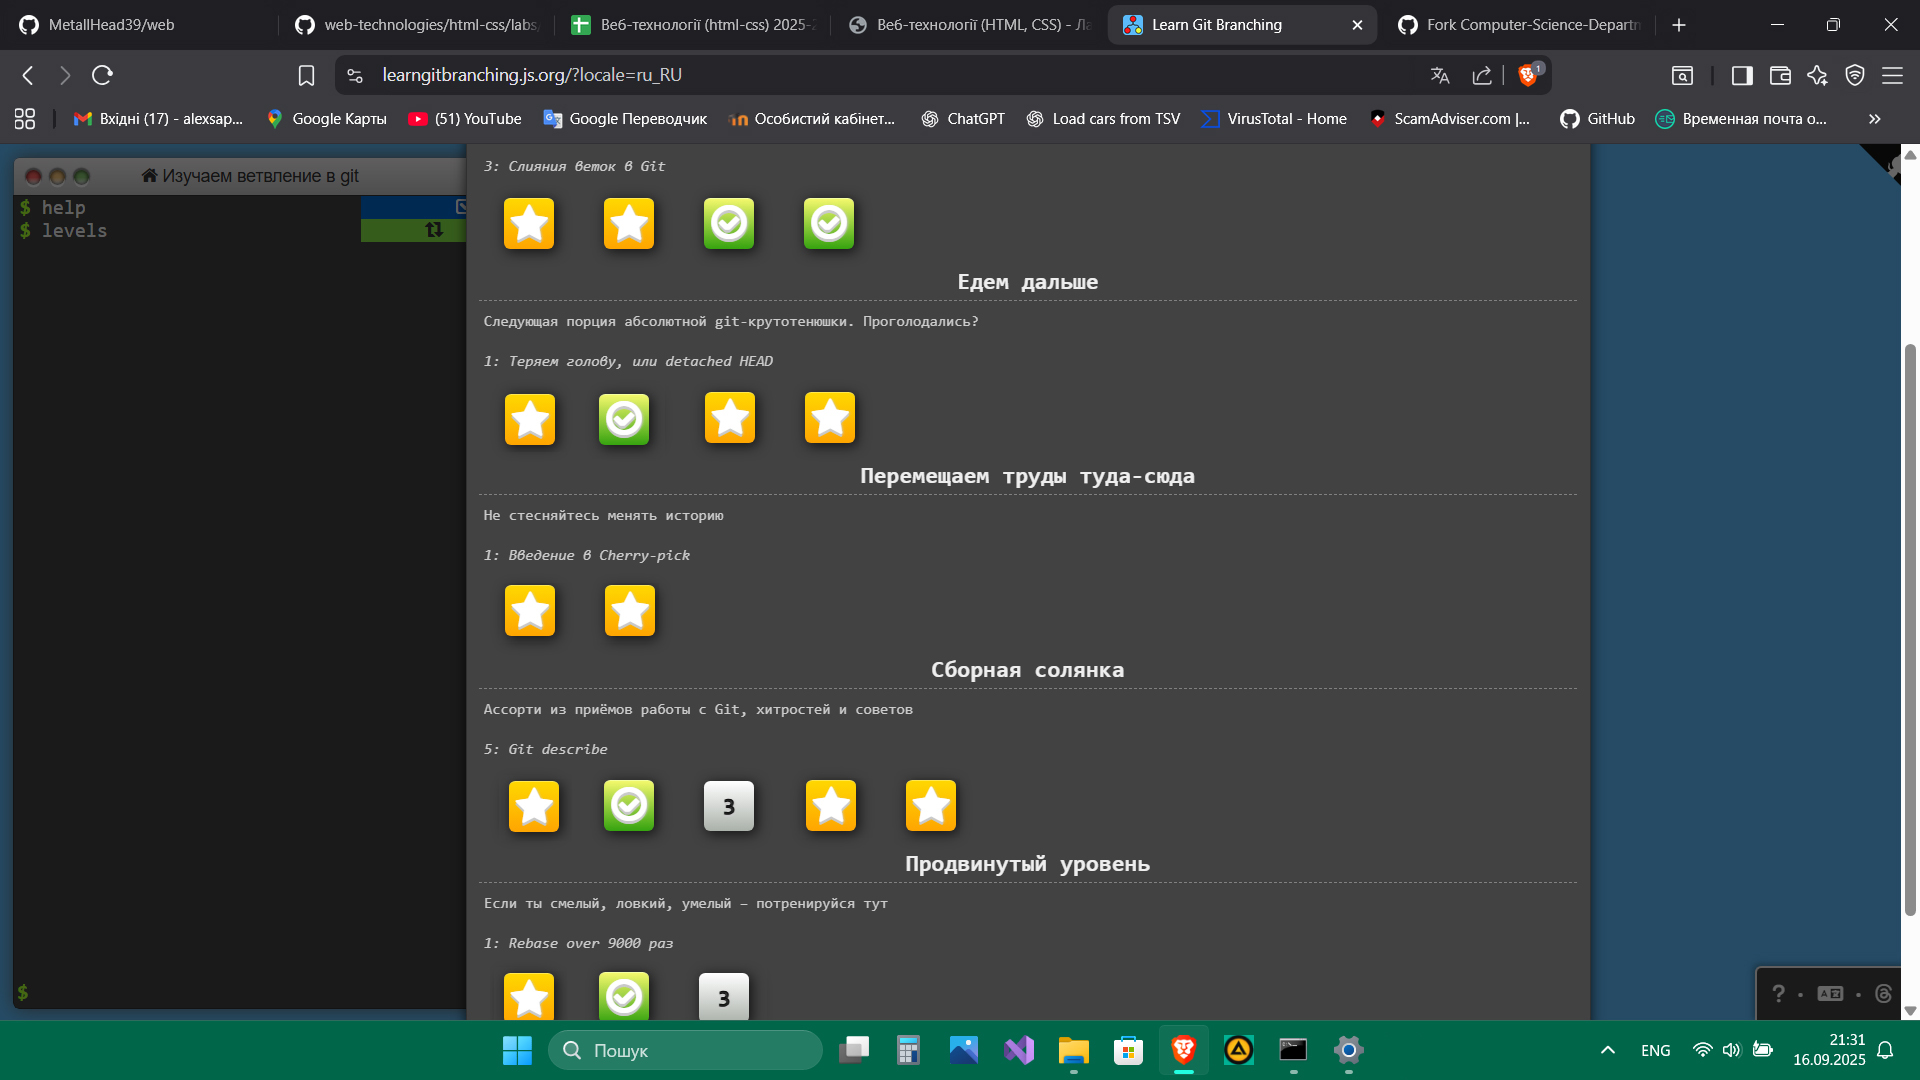 MetallHead39/web
web-technologies/html-css/labs
Веб-технології (html-css) 2025-2
Веб-технології (HTML, CSS) - Ла
Learn Git Branching
Fork Computer-Science-Departm
learngitbranching.js.org/?locale=ru_RU
1
Вхідні (17) - alexsap...
Google Карты
(51) YouTube
Google Переводчик
Особистий кабінет...
ChatGPT
Load cars from TSV
VirusTotal - Home
ScamAdviser.com |...
GitHub
Временная почта о...
»
Изучаем ветвление в git
$ help
$ levels
$
3: Слияния веток в Git
Едем дальше
Следующая порция абсолютной git-крутотенюшки. Проголодались?
1: Теряем голову, или detached HEAD
Перемещаем труды туда-сюда
Не стесняйтесь менять историю
1: Введение в Cherry-pick
Сборная солянка
Ассорти из приёмов работы с Git, хитростей и советов
5: Git describe
3
Продвинутый уровень
Если ты смелый, ловкий, умелый – потренируйся тут
1: Rebase over 9000 раз
3
?
Пошук
ENG
21:31
16.09.2025